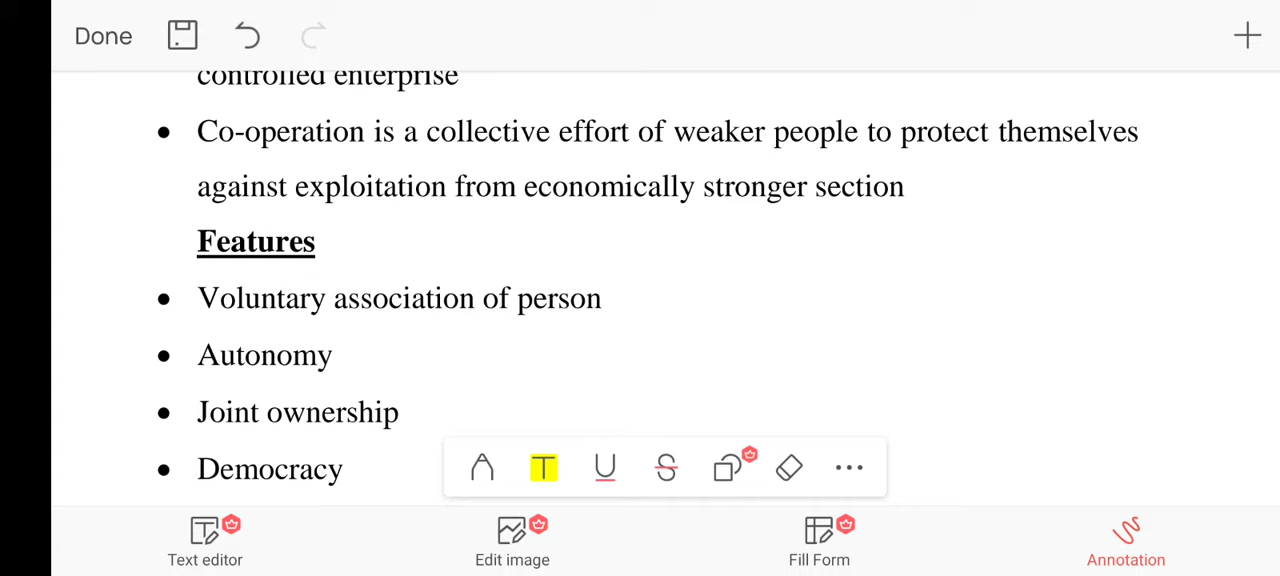 Done
controlled enterprise
• Co-operation is a collective effort of weaker people to protect themselves
against exploitation from economically stronger section
Features
• Voluntary association of person
• Autonomy
• Joint ownership
• Democracy
T U S
Text editor Edit image Fill Form Annotation